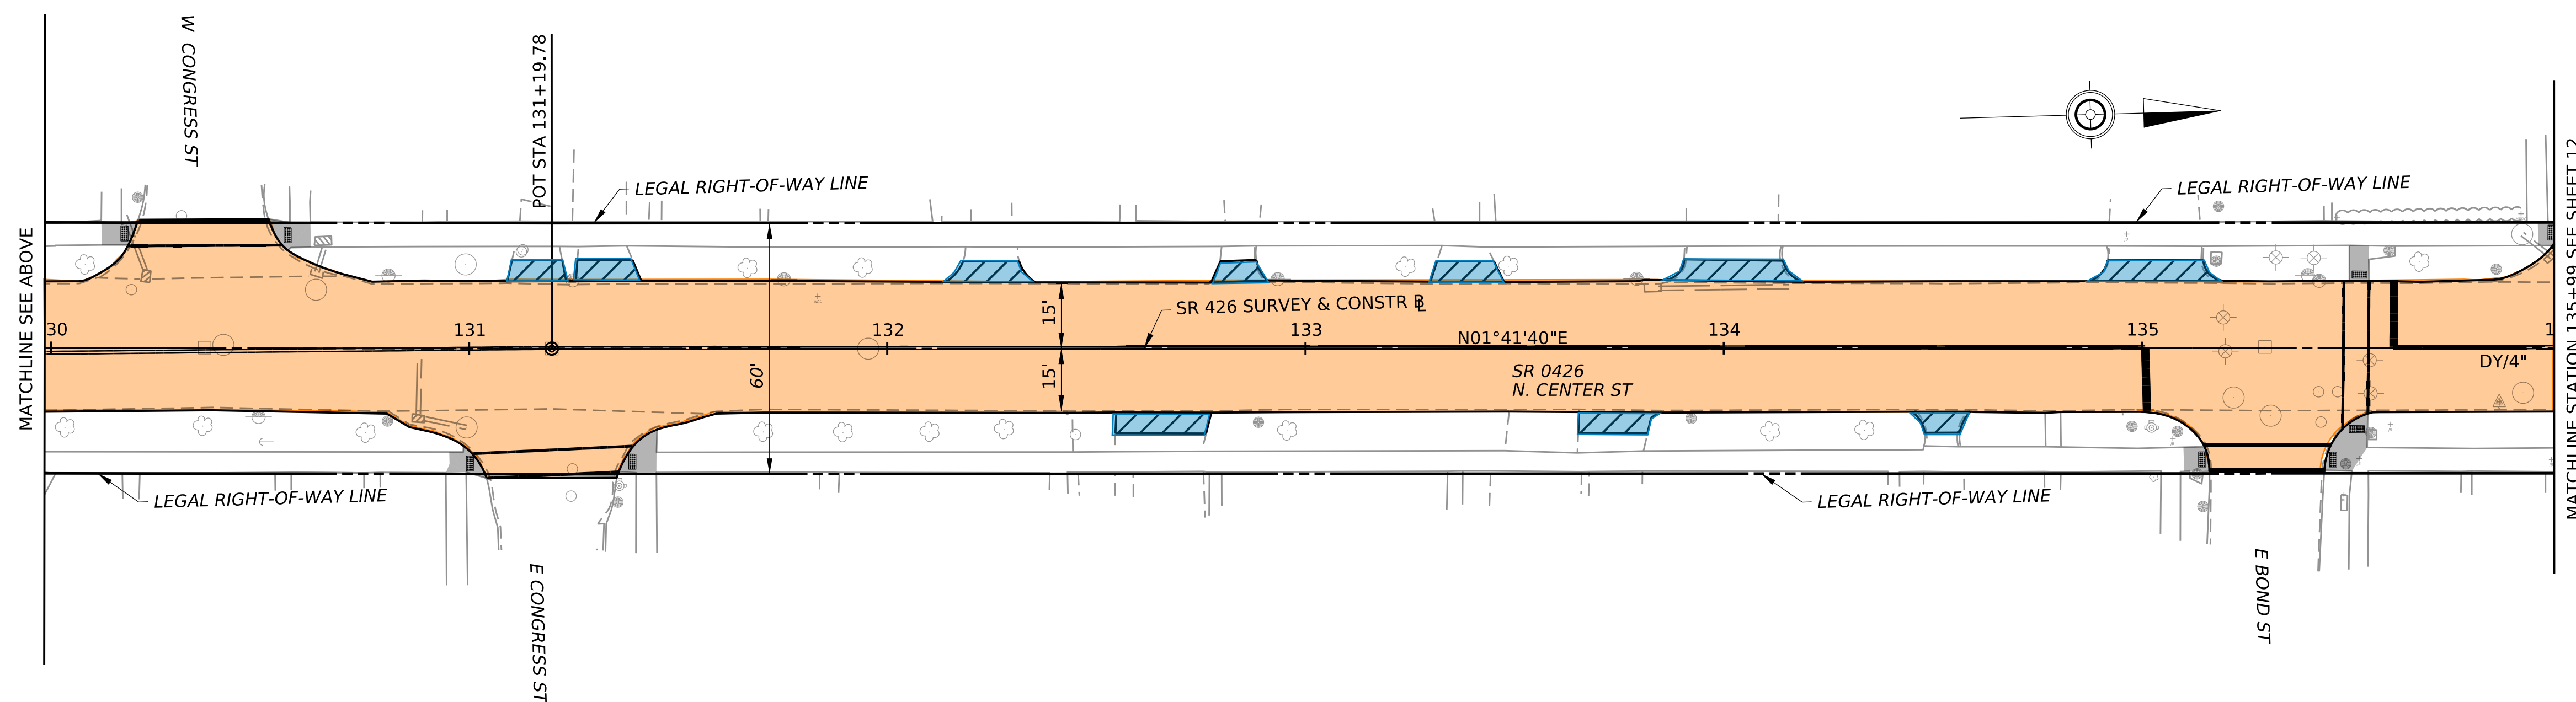 W CONGRESS ST
POT STA 131+19.78
LEGAL RIGHT-OF-WAY LINE
LEGAL RIGHT-OF-WAY LINE
MATCHLINE SEE ABOVE
MATCHLINE STATION 135+99 SEE SHEET 12
15'
SR 426 SURVEY & CONSTR BL
30
131
132
133
134
135
1
N01°41'40"E
60'
15'
SR 0426
N. CENTER ST
DY/4"
LEGAL RIGHT-OF-WAY LINE
LEGAL RIGHT-OF-WAY LINE
E CONGRESS ST
E BOND ST